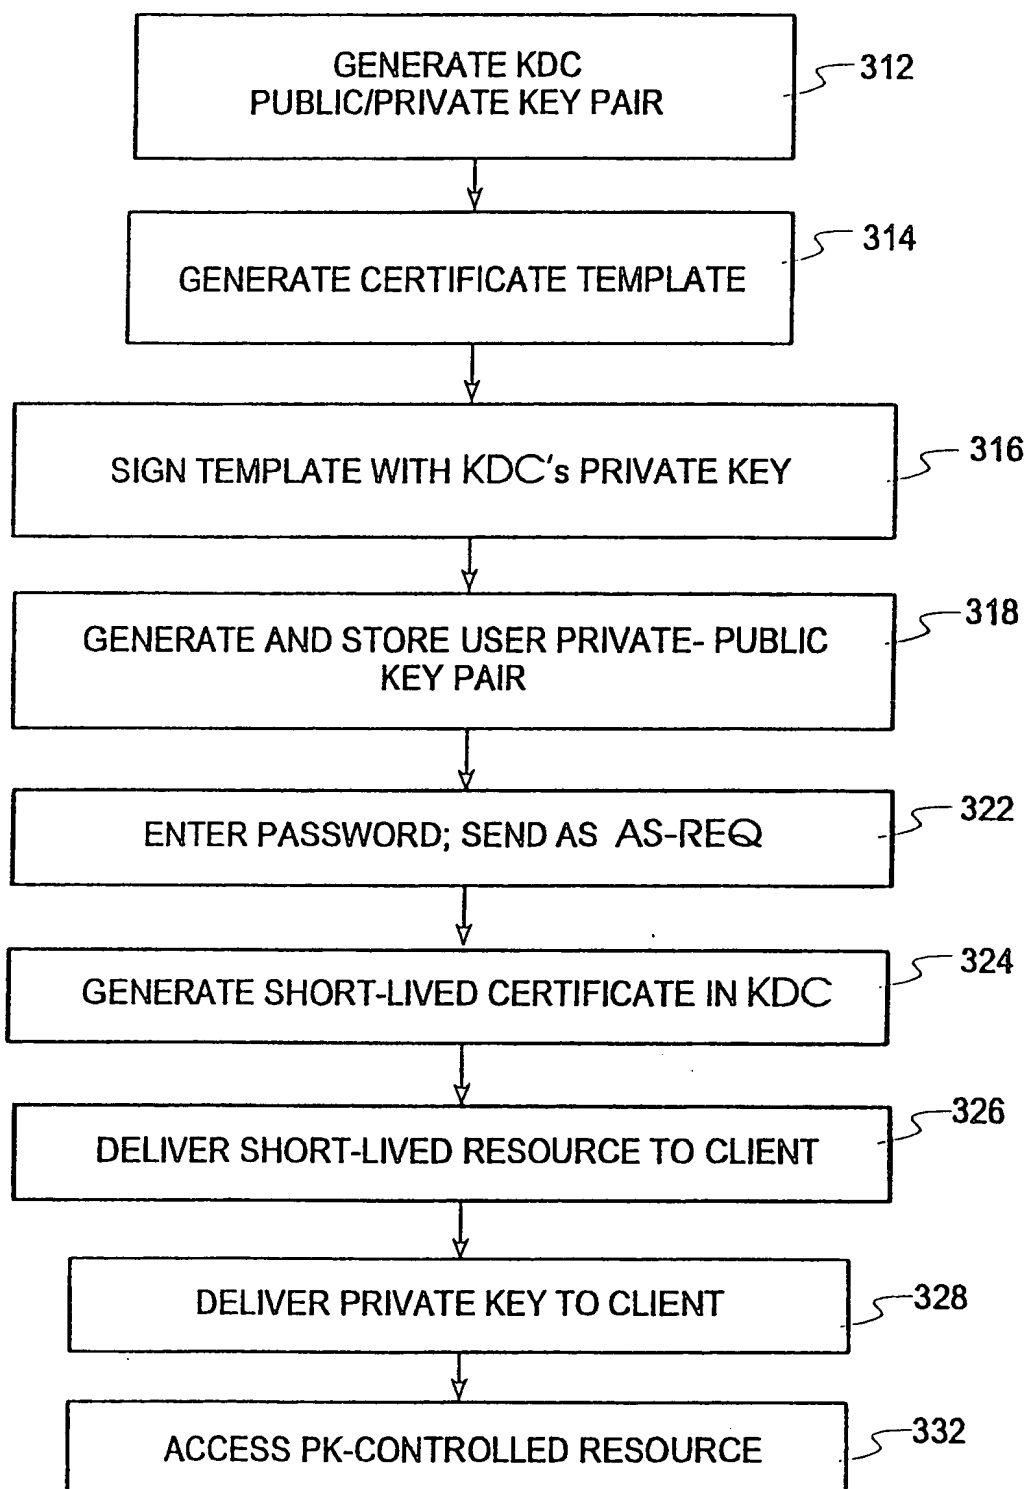 GENERATE KDC
PUBLIC/PRIVATE KEY PAIR
312
GENERATE CERTIFICATE TEMPLATE
314
SIGN TEMPLATE WITH KDC's PRIVATE KEY
316
GENERATE AND STORE USER PRIVATE- PUBLIC
KEY PAIR
318
ENTER PASSWORD; SEND AS AS-REQ
322
GENERATE SHORT-LIVED CERTIFICATE IN KDC
324
DELIVER SHORT-LIVED RESOURCE TO CLIENT
326
DELIVER PRIVATE KEY TO CLIENT
328
ACCESS PK-CONTROLLED RESOURCE
332